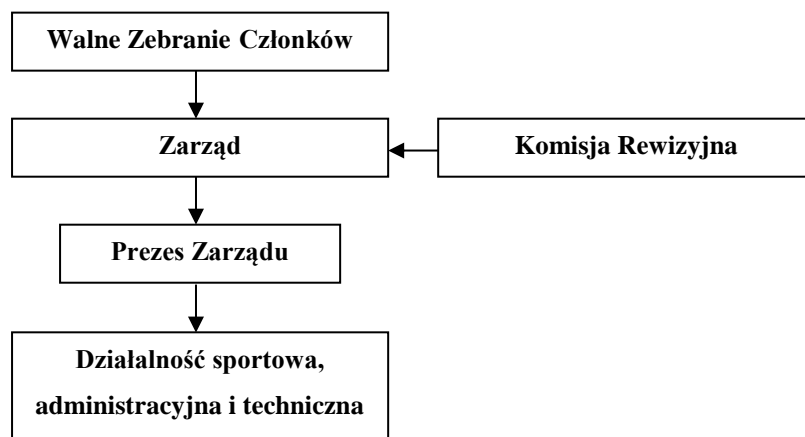 Walne Zebranie Członków
Zarząd
Komisja Rewizyjna
Prezes Zarządu
Działalność sportowa,
administracyjna i techniczna